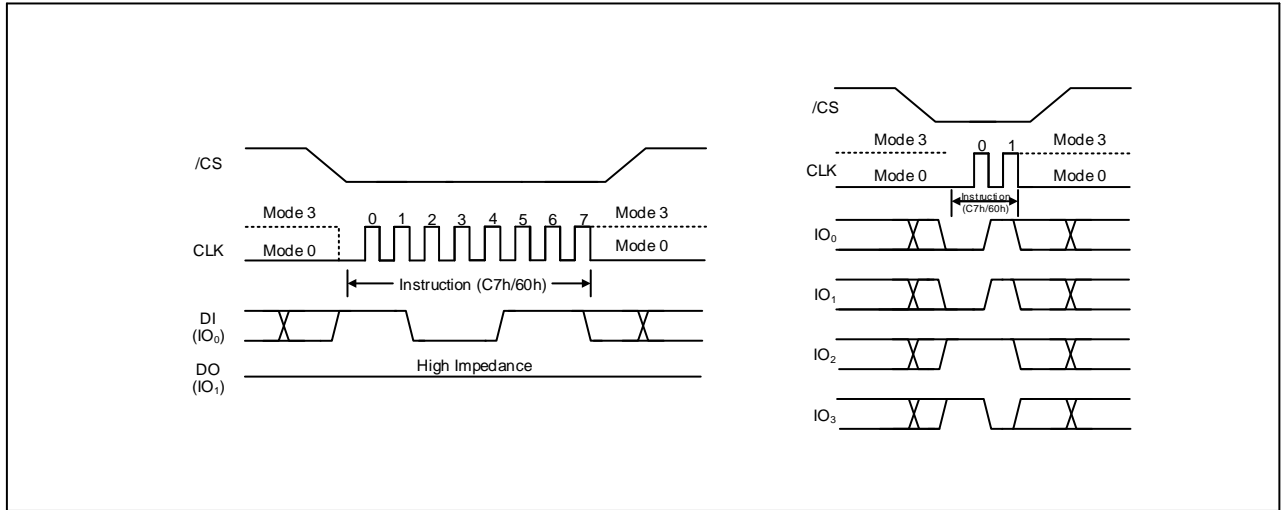 /CS
Mode 3
0 1 2 3 4 5 6 7
Mode 3
CLK
Mode 0
Mode 0
Instruction (C7h/60h)
DI
(IO₀)
DO
(IO₁)
High Impedance
/CS
Mode 3
0 1
Mode 3
CLK
Mode 0
Mode 0
Instruction
(C7h/60h)
IO₀
IO₁
IO₂
IO₃